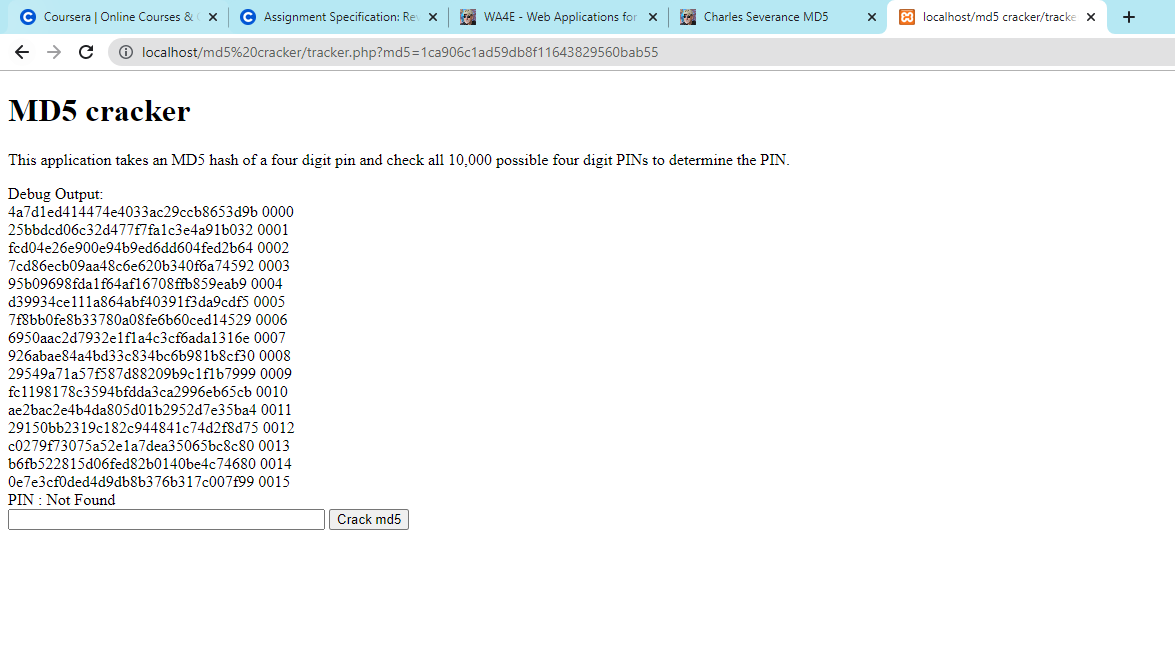 Coursera | Online Courses &
Assignment Specification: Re
WA4E - Web Applications for
Charles Severance MD5
localhost/md5 cracker/tracke
localhost/md5%20cracker/tracker.php?md5=1ca906c1ad59db8f11643829560bab55
MD5 cracker
This application takes an MD5 hash of a four digit pin and check all 10,000 possible four digit PINs to determine the PIN.
Debug Output:
4a7d1ed414474e4033ac29ccb8653d9b 0000
25bbdcd06c32d477f7fa1c3e4a91b032 0001
fcd04e26e900e94b9ed6dd604fed2b64 0002
7cd86ecb09aa48c6e620b340f6a74592 0003
95b09698fda1f64af16708ffb859eab9 0004
d39934ce111a864abf40391f3da9cdf5 0005
7f8bb0fe8b33780a08fe6b60ced14529 0006
6950aac2d7932e1f1a4c3cf6ada1316e 0007
926abae84a4bd33c834bc6b981b8cf30 0008
29549a71a57f587d88209b9c1f1b7999 0009
fc1198178c3594bfdda3ca2996eb65cb 0010
ae2bac2e4b4da805d01b2952d7e35ba4 0011
29150bb2319c182c944841c74d2f8d75 0012
c0279f73075a52e1a7dea35065bc8c80 0013
b6fb522815d06fed82b0140be4c74680 0014
0e7e3cf0ded4d9db8b376b317c007f99 0015
PIN : Not Found
Crack md5